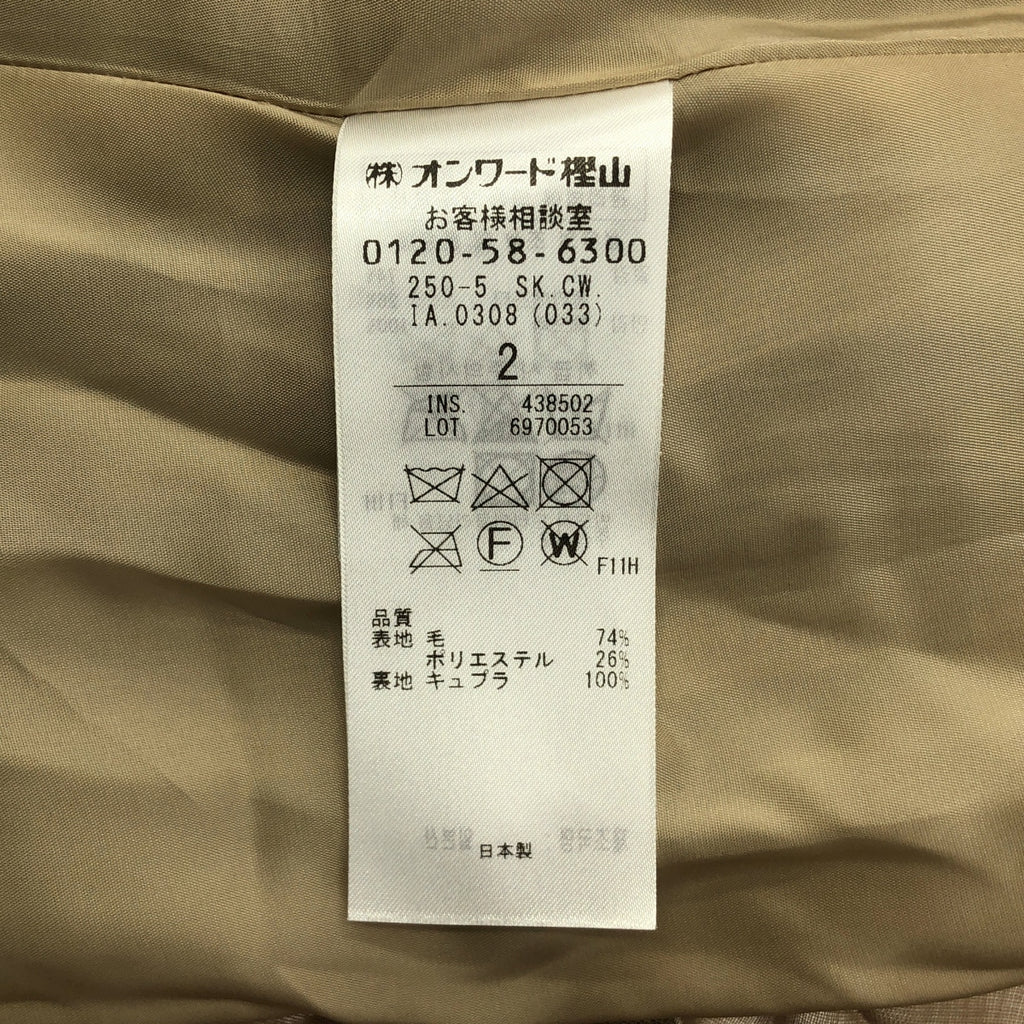 ㈱オンワード樫山
お客様相談室
0120-58-6300
250-5 SK.CW.
IA.0308 (033)
2
INS. 438502
LOT 6970053
F
W
F11H
品質
表地 毛 74%
ポリエステル 26%
裏地 キュプラ 100%
日本製